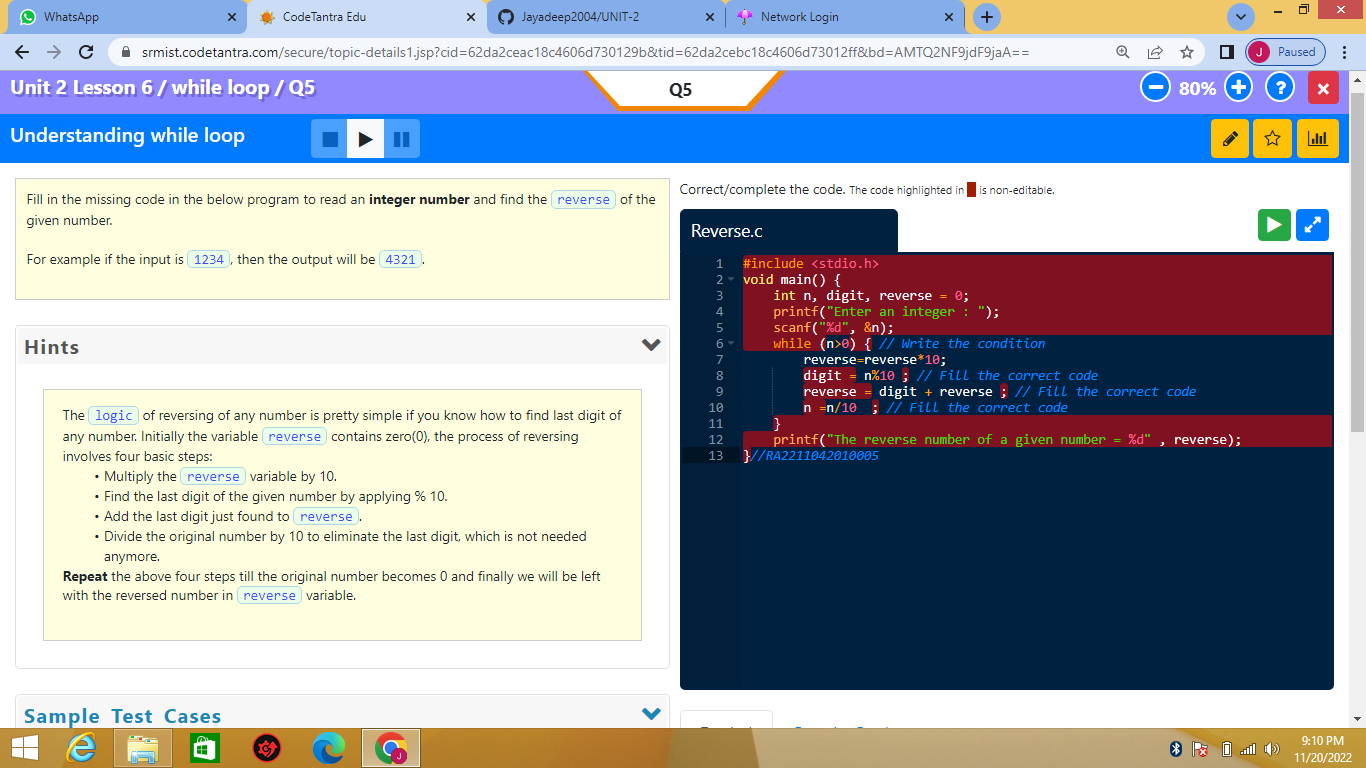 WhatsApp
CodeTantra Edu
Jayadeep2004/UNIT-2
Network Login
srmist.codetantra.com/secure/topic-details1.jsp?cid=62da2ceac18c4606d730129b&tid=62da2cebc18c4606d73012ff&bd=AMTQ2NF9jdF9jaA==
J Paused
Unit 2 Lesson 6 / while loop / Q5
Q5
80%
?
Understanding while loop
Fill in the missing code in the below program to read an integer number and find the reverse of the
given number.
For example if the input is 1234, then the output will be 4321.
Hints
The logic of reversing of any number is pretty simple if you know how to find last digit of
any number. Initially the variable reverse contains zero(0), the process of reversing
involves four basic steps:
• Multiply the reverse variable by 10.
• Find the last digit of the given number by applying % 10.
• Add the last digit just found to reverse.
• Divide the original number by 10 to eliminate the last digit, which is not needed
anymore.
Repeat the above four steps till the original number becomes 0 and finally we will be left
with the reversed number in reverse variable.
Sample Test Cases
Correct/complete the code. The code highlighted in is non-editable.
Reverse.c
1 #include <stdio.h>
2 void main() {
3 int n, digit, reverse = 0;
4 printf("Enter an integer : ");
5 scanf("%d", &n);
6 while (n>0) { // Write the condition
7 reverse=reverse*10;
8 digit = n%10 ; // Fill the correct code
9 reverse = digit + reverse ; // Fill the correct code
10 n =n/10 ; // Fill the correct code
11 }
12 printf("The reverse number of a given number = %d" , reverse);
13 }//RA2211042010005
9:10 PM
11/20/2022